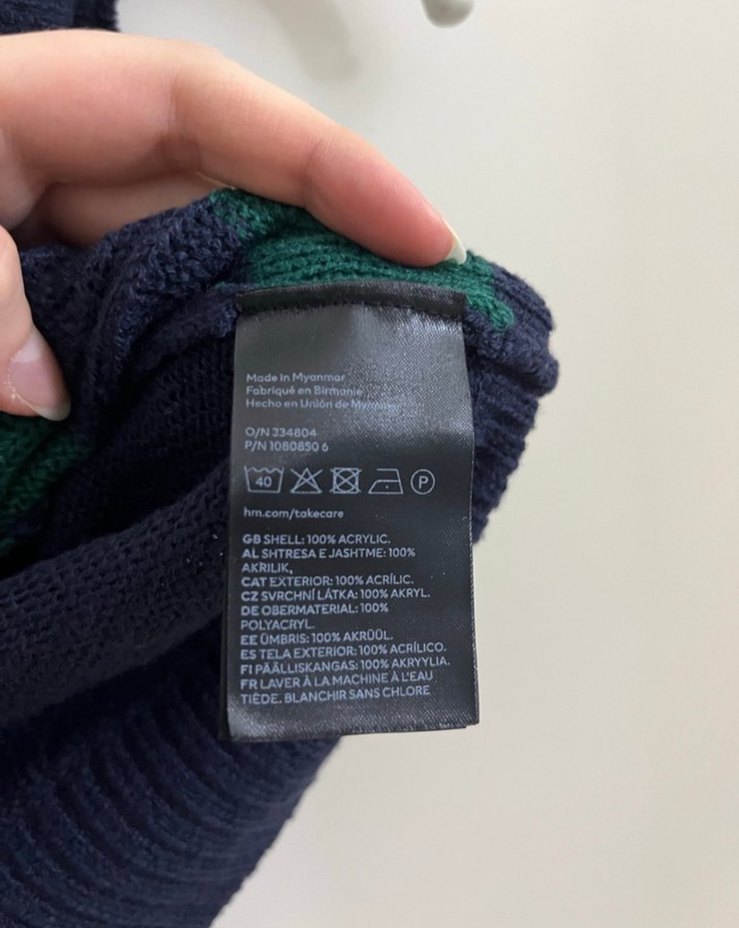 Made in Myanmar
Fabriqué en Birmanie
Hecho en Unión de Myanmar
O/N 334804
P/N 1080850 6
40 P
hm.com/takecare
GB SHELL: 100% ACRYLIC.
AL SHTRESA E JASHTME: 100%
AKRILIK,
CAT EXTERIOR: 100% ACRÍLIC.
CZ SVRCHNÍ LÁTKA: 100% AKRYL.
DE OBERMATERIAL: 100%
POLYACRYL.
EE ÜMBRIS: 100% AKRÜÜL.
ES TELA EXTERIOR: 100% ACRÍLICO.
FI PÄÄLLISKANGAS: 100% AKRYYLIA.
FR LAVER À LA MACHINE À L'EAU
TIÉDE. BLANCHIR SANS CHLORE